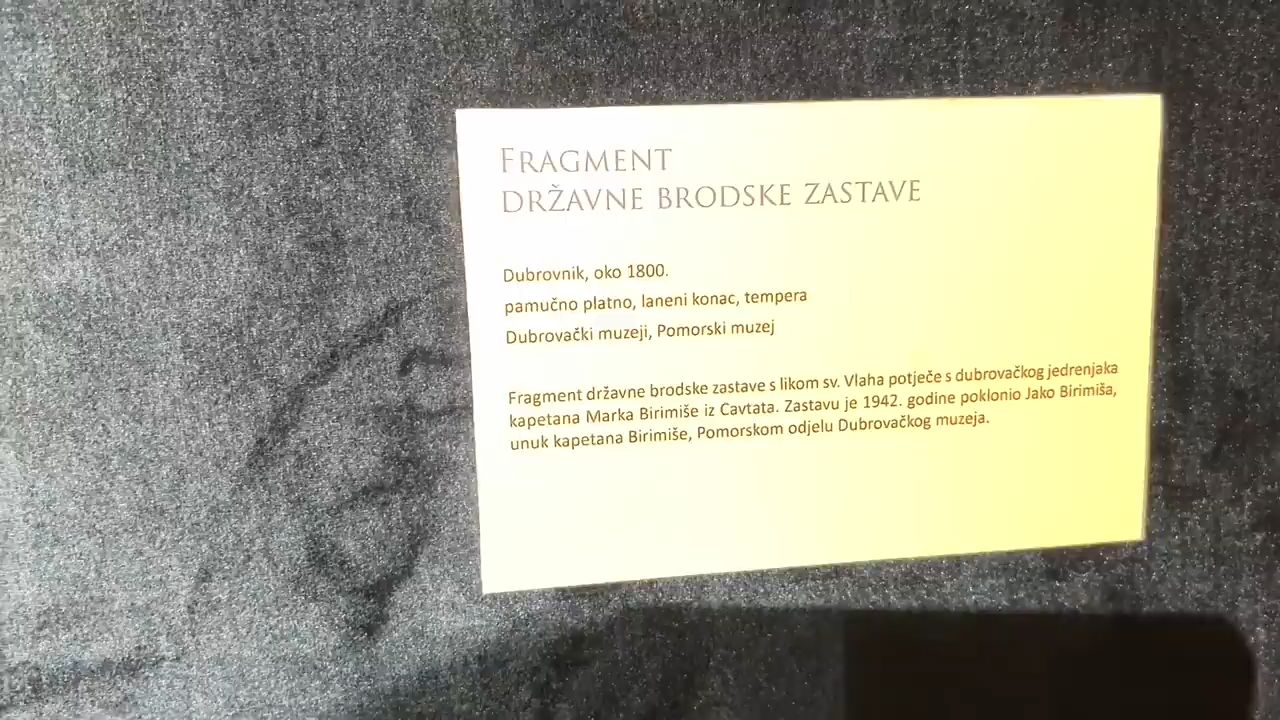 FRAGMENT
DRŽAVNE BRODSKE ZASTAVE
Dubrovnik, oko 1800.
pamučno platno, laneni konac, tempera
Dubrovački muzeji, Pomorski muzej
Fragment državne brodske zastave s likom sv. Vlaha potječe s dubrovačkog jedrenjaka
kapetana Marka Birimiše iz Cavtata. Zastavu je 1942. godine poklonio Jako Birimiša,
unuk kapetana Birimiše, Pomorskom odjelu Dubrovačkog muzeja.